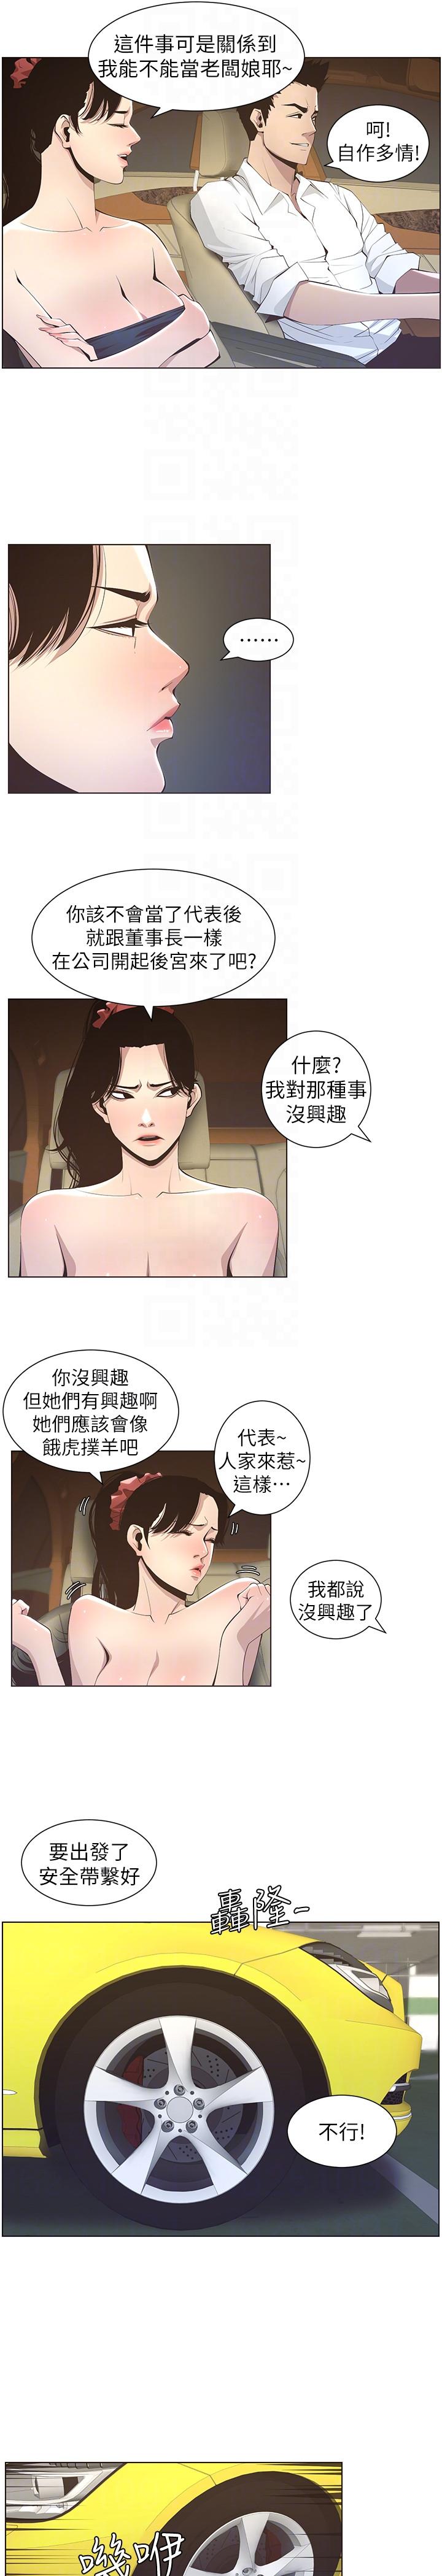 這件事可是關係到
我能不能當老闆娘耶~
呵!
自作多情!
……
你該不會當了代表後
就跟董事長一樣
在公司開起後宮來了吧?
什麼?
我對那種事
沒興趣
你沒興趣
但她們有興趣啊
她們應該會像
餓虎撲羊吧
代表~
人家來惹~
這樣…
我都說
沒興趣了
要出發了
安全帶繫好
轟隆-
不行!
嘰咿